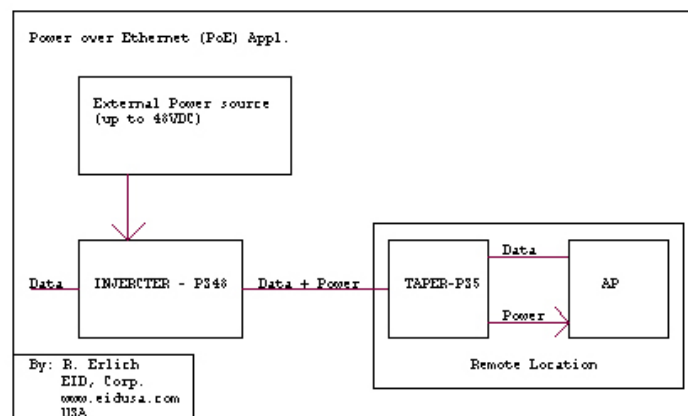 Power over Ethernet (PoE) Appl.
External Power source
(up to 48VDC)
Data
INJERCTER - PS48
Data + Power
TAPER-PS5
Data
Power
AP
Remote Location
By: R. Erlich
EID, Corp.
www.eidusa.com
USA